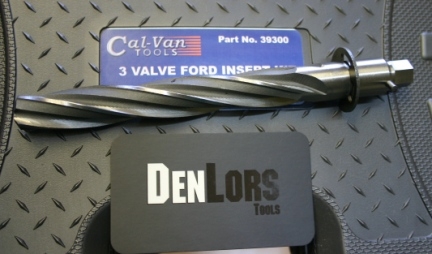 Cal-Van
TOOLS
Part No. 39300
3 VALVE FORD INSERT
DENLORS
TOOLS